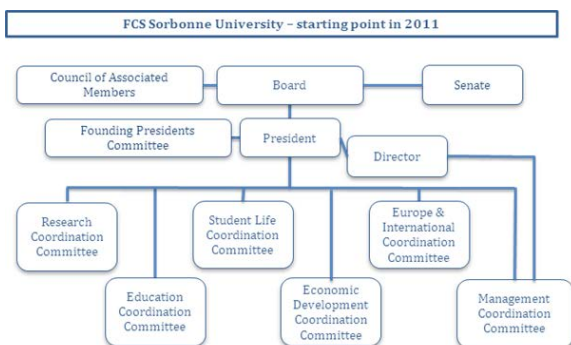 FCS Sorbonne University – starting point in 2011
Council of Associated
Members
Board
Senate
Founding Presidents
Committee
President
Director
Research
Coordination
Committee
Student Life
Coordination
Committee
Europe &
International
Coordination
Committee
Education
Coordination
Committee
Economic
Development
Coordination
Committee
Management
Coordination
Committee